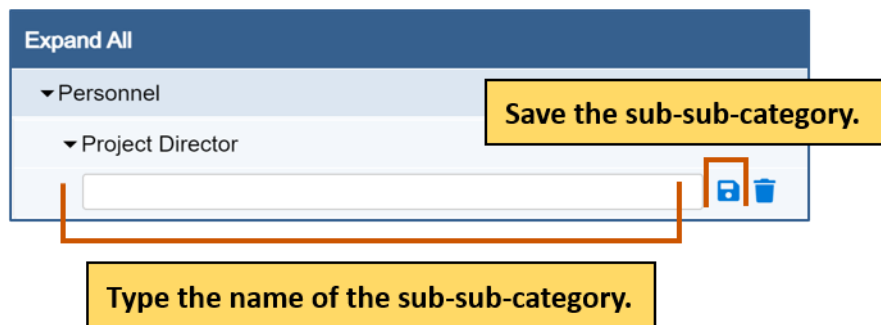 Expand All
Personnel
Save the sub-sub-category.
Project Director
Type the name of the sub-sub-category.